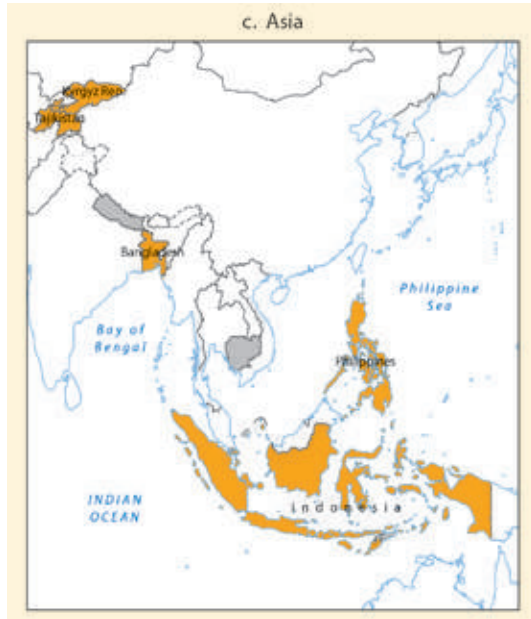 c. Asia
Kyrgyz Rep
Tajikistan
Bangladesh
Philippine
Sea
Bay of
Bengal
Philippines
INDIAN
OCEAN
Indonesia